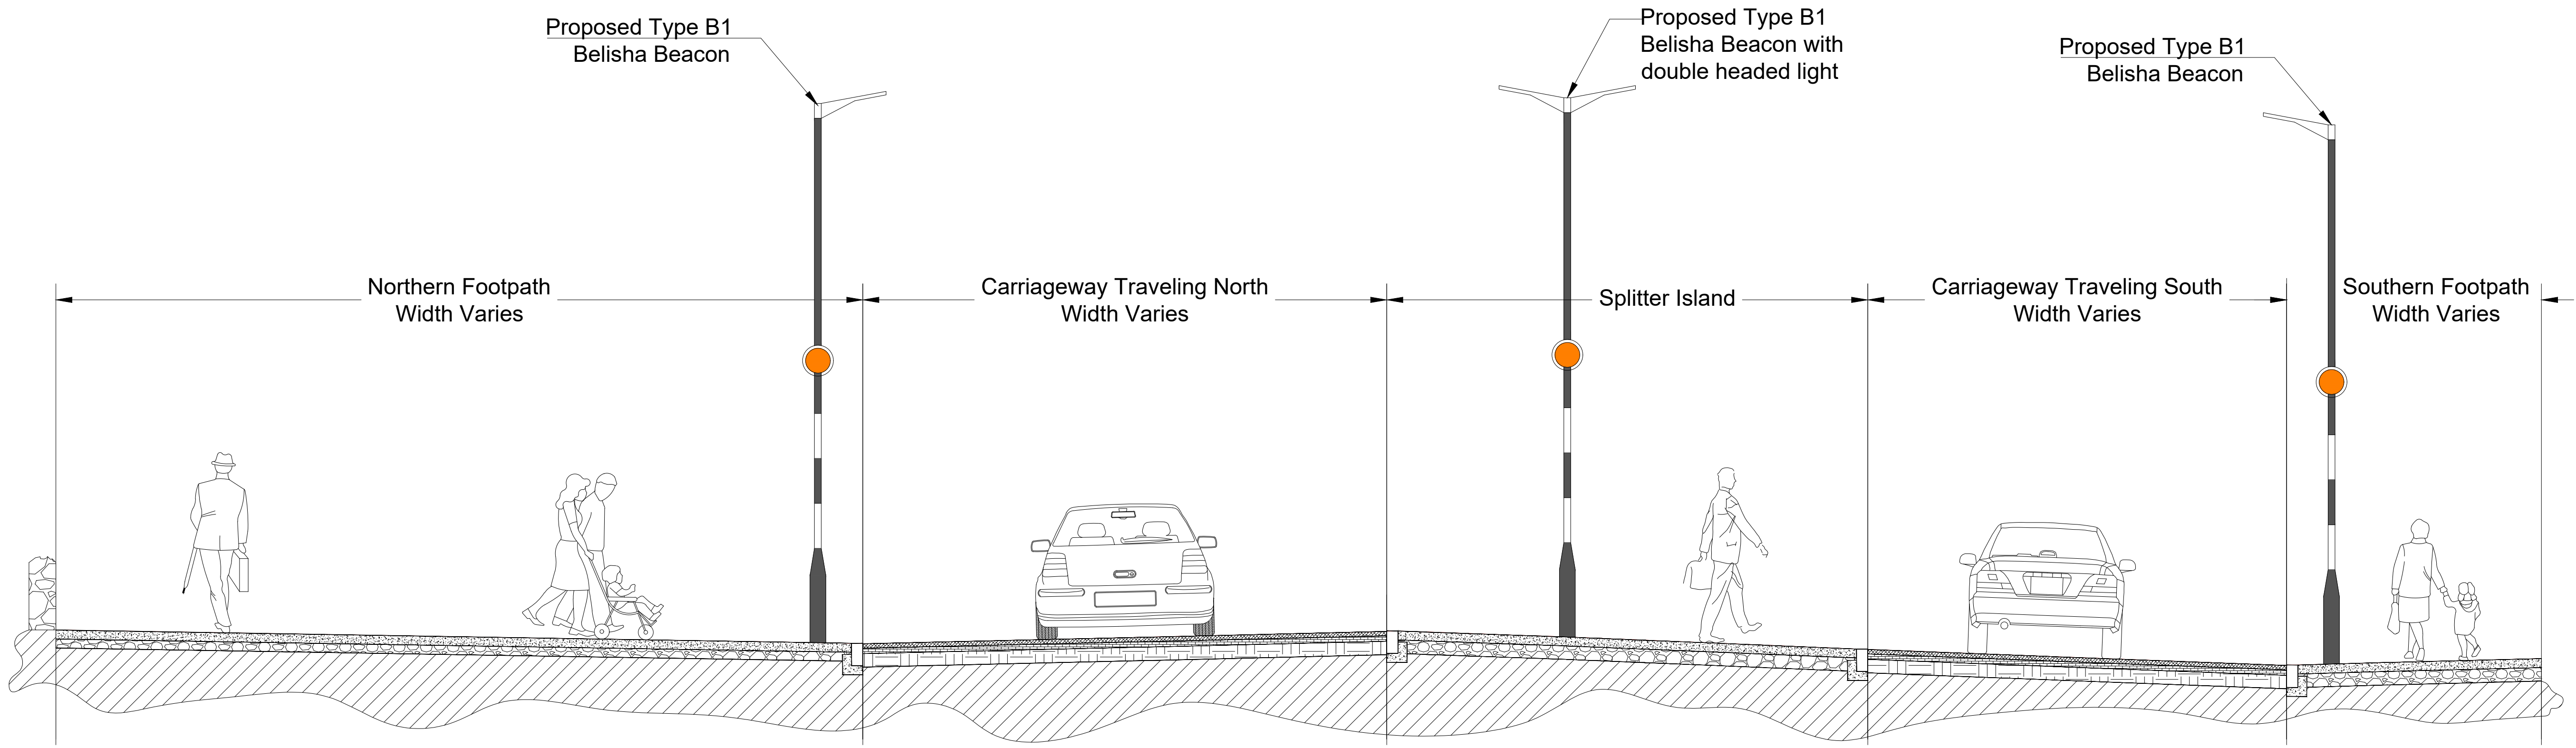 Proposed Type B1
Belisha Beacon
Proposed Type B1
Belisha Beacon with
double headed light
Proposed Type B1
Belisha Beacon
Northern Footpath
Width Varies
Carriageway Traveling North
Width Varies
Splitter Island
Carriageway Traveling South
Width Varies
Southern Footpath
Width Varies